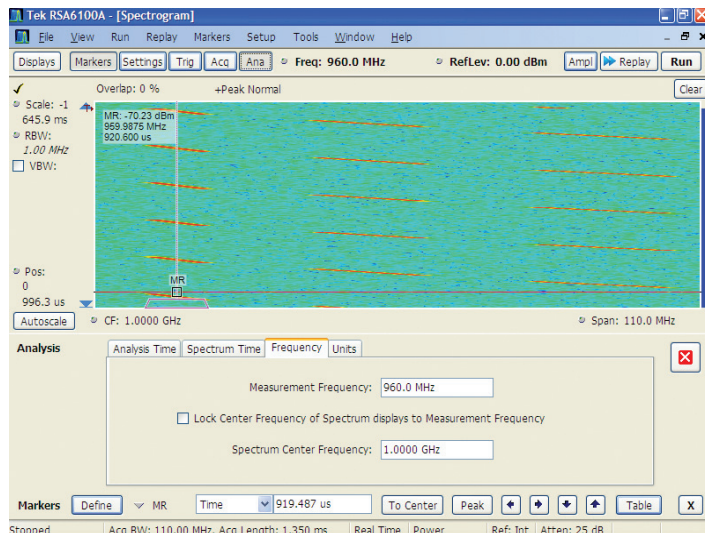 Tek RSA6100A - [Spectrogram]
File View Run Replay Markers Setup Tools Window Help
Displays Markers Settings Trig Acq Ana Freq: 960.0 MHz RefLev: 0.00 dBm Ampl Replay Run
Overlap: 0 % +Peak Normal Clear
Scale: -1
645.9 ms
RBW:
1.00 MHz
VBW:
MR: -70.23 dBm
959.9875 MHz
920.600 us
MR
Pos:
0
996.3 us
Autoscale CF: 1.0000 GHz Span: 110.0 MHz
Analysis Analysis Time Spectrum Time Frequency Units
Measurement Frequency: 960.0 MHz
Lock Center Frequency of Spectrum displays to Measurement Frequency
Spectrum Center Frequency: 1.0000 GHz
Markers Define MR Time 919.487 us To Center Peak Table X
Stopped Acq BW: 110.00 MHz, Acq Length: 1.350 ms Real Time Power Ref: Int Atten: 25 dB